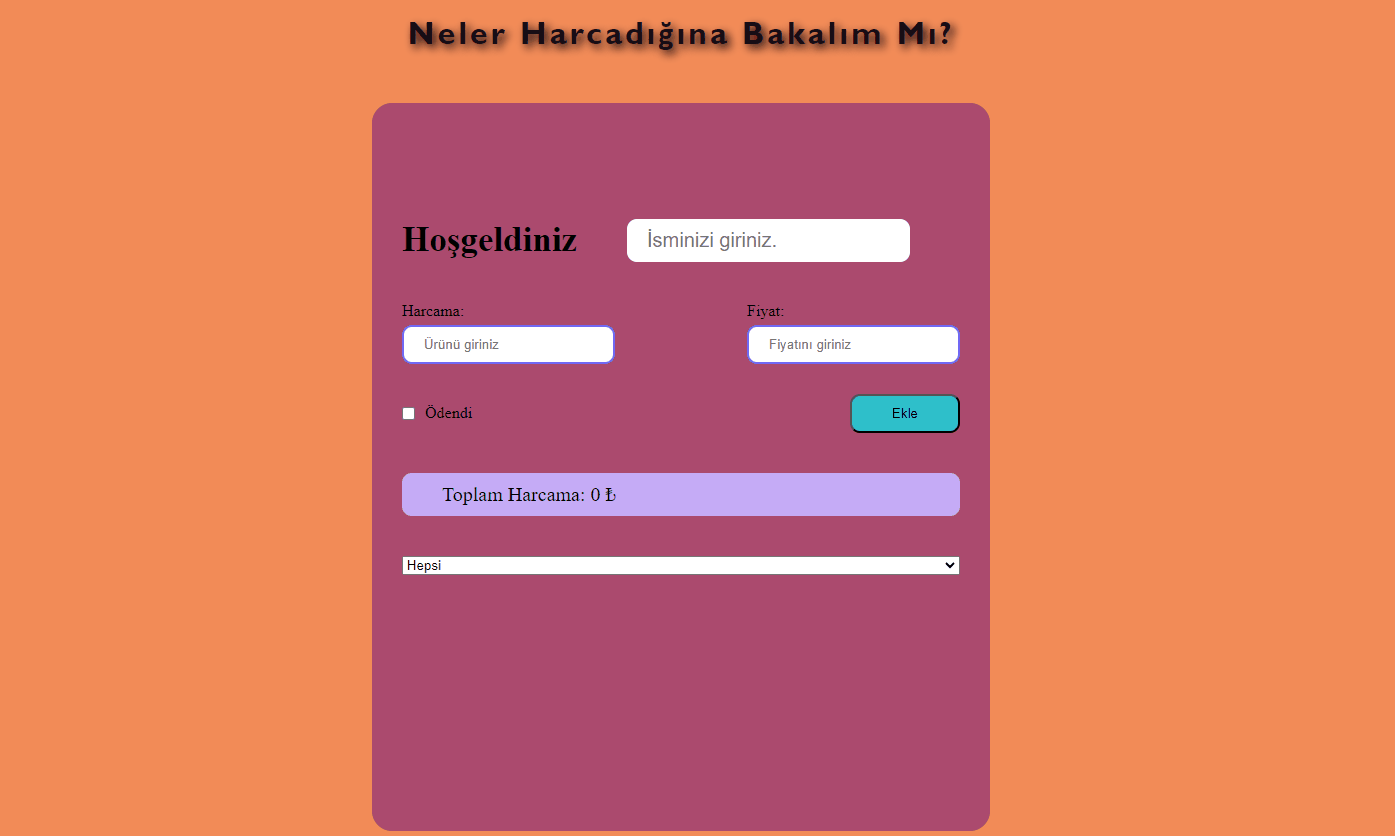 Neler Harcadığına Bakalım Mı?
Hoşgeldiniz İsminizi giriniz.
Harcama: Fiyat:
Ürünü giriniz Fiyatını giriniz
Ödendi Ekle
Toplam Harcama: 0 ₺
Hepsi